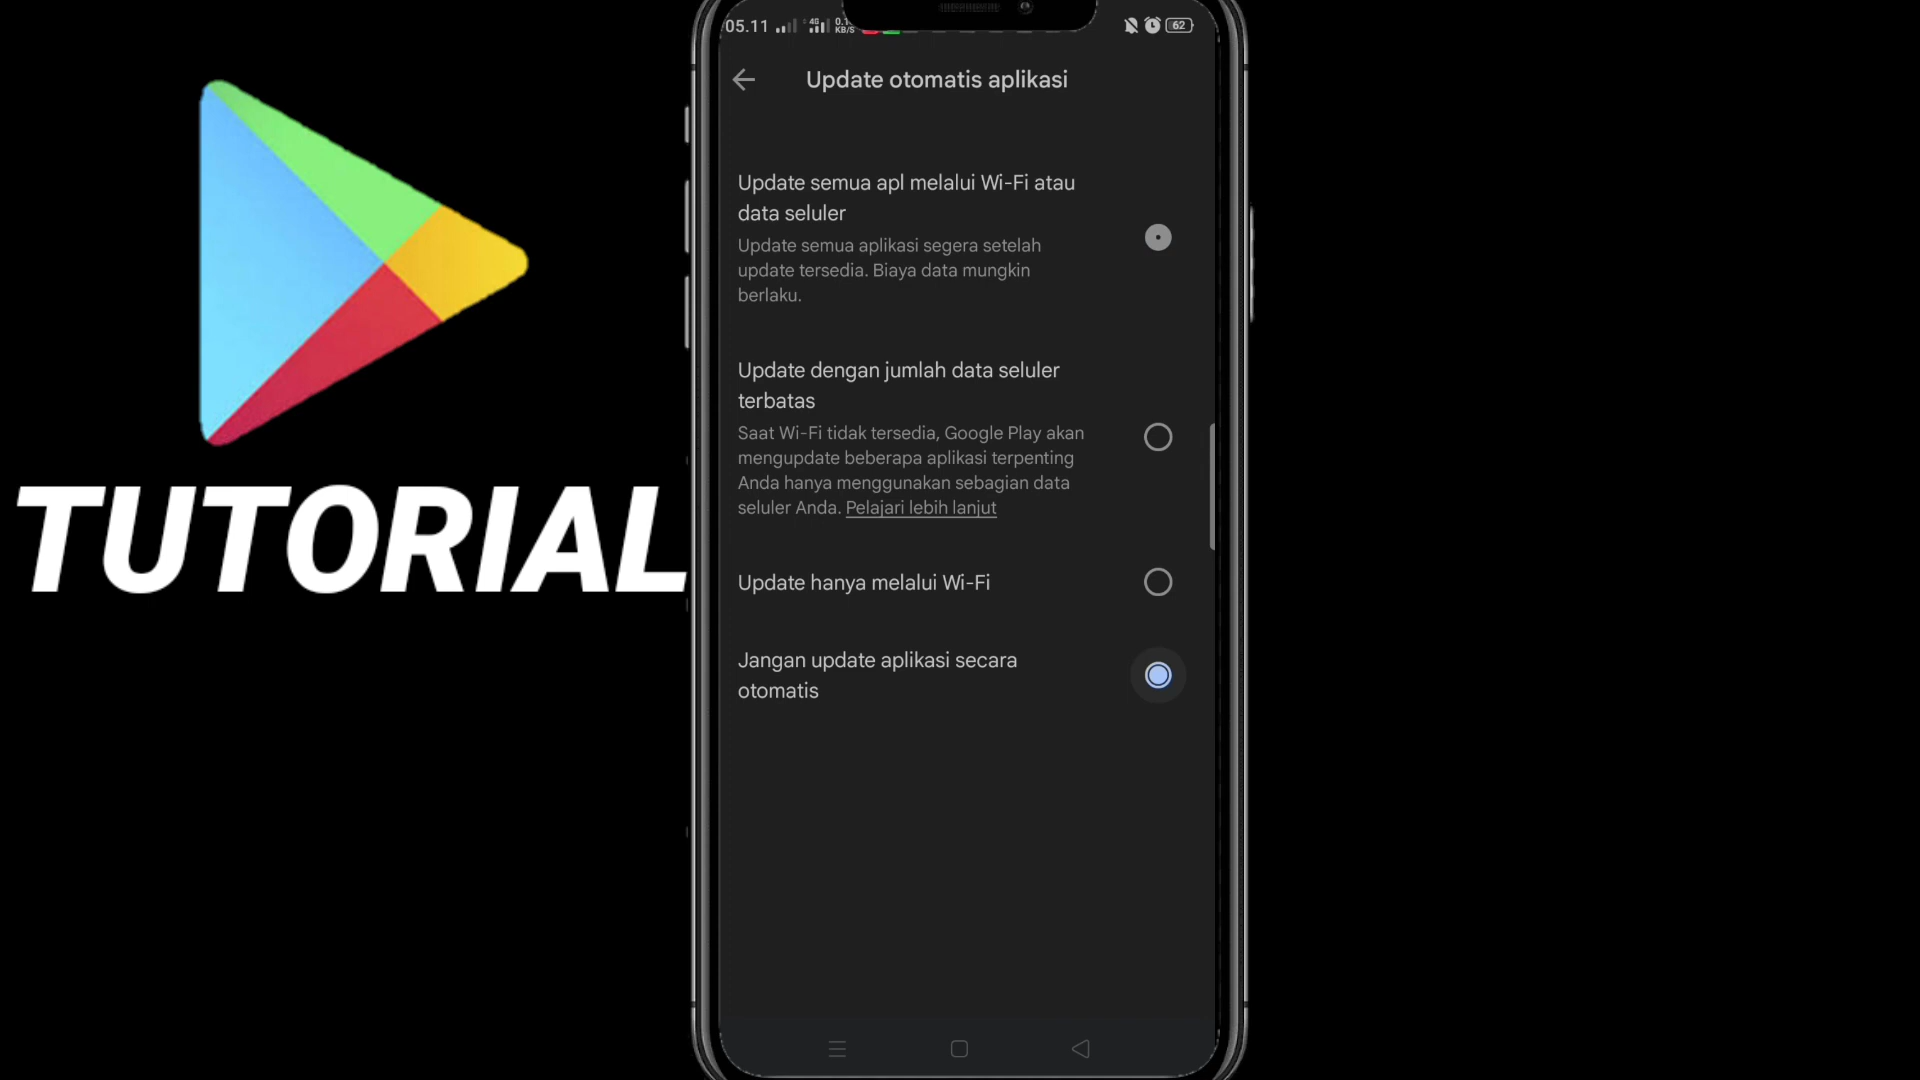 TUTORIAL
05.11
4G
KB/S
62
Update otomatis aplikasi
Update semua apl melalui Wi-Fi atau
data seluler
Update semua aplikasi segera setelah
update tersedia. Biaya data mungkin
berlaku.
Update dengan jumlah data seluler
terbatas
Saat Wi-Fi tidak tersedia, Google Play akan
mengupdate beberapa aplikasi terpenting
Anda hanya menggunakan sebagian data
seluler Anda. Pelajari lebih lanjut
Update hanya melalui Wi-Fi
Jangan update aplikasi secara
otomatis